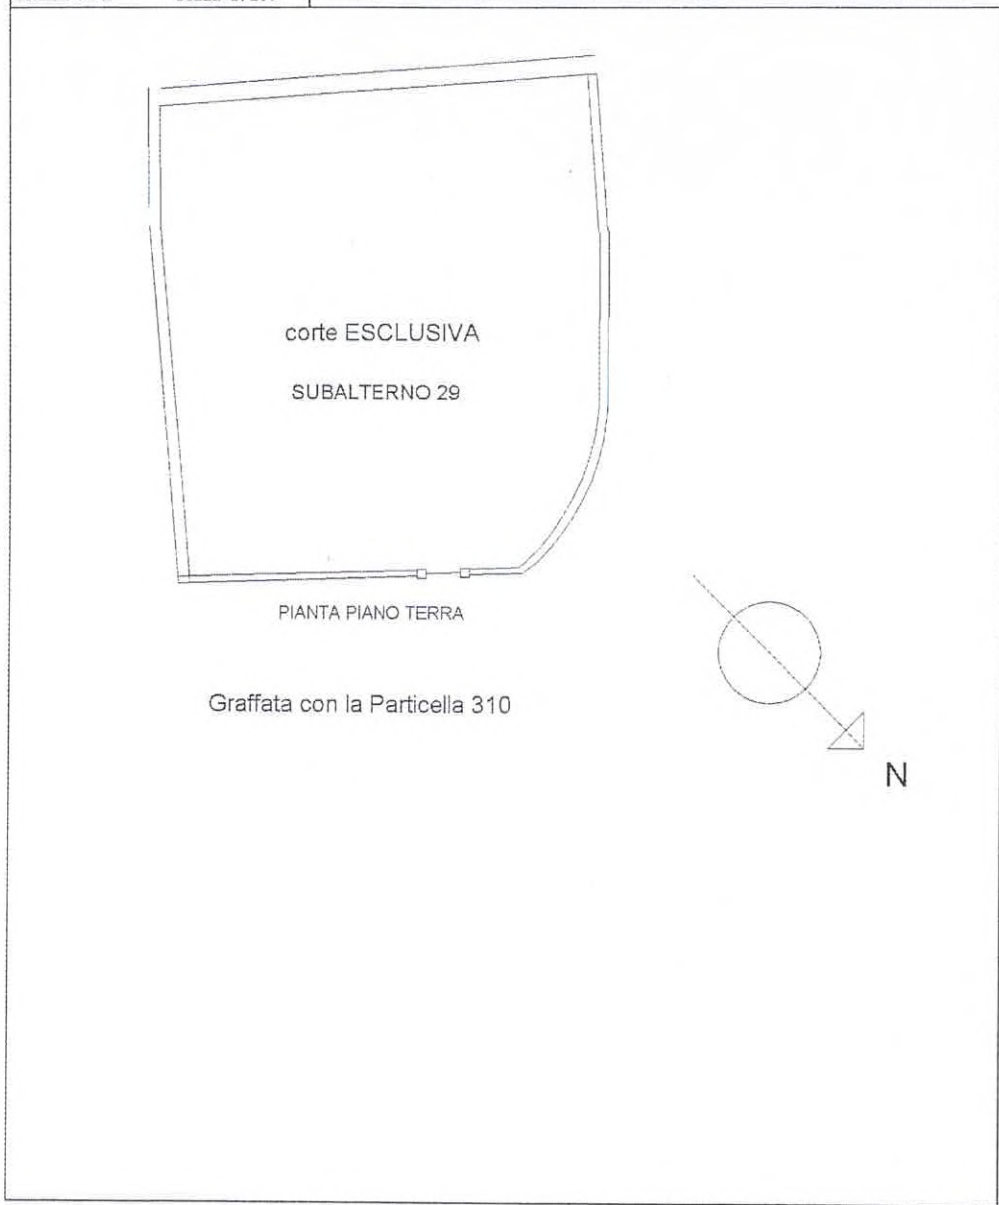 corte ESCLUSIVA
SUBALTERNO 29
PIANTA PIANO TERRA
Graffata con la Particella 310
N